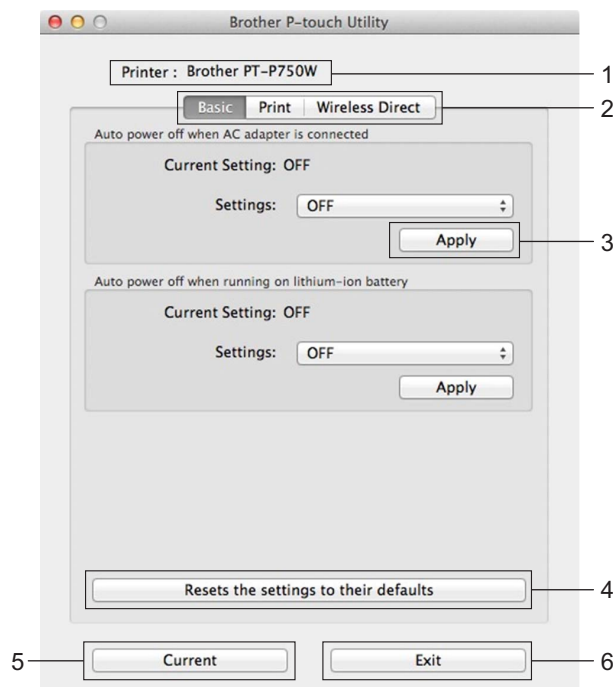 Brother P-touch Utility
Printer : Brother PT-P750W
1
Basic Print Wireless Direct
2
Auto power off when AC adapter is connected
Current Setting: OFF
Settings: OFF
Apply
3
Auto power off when running on lithium-ion battery
Current Setting: OFF
Settings: OFF
Apply
Resets the settings to their defaults
4
5
Current
Exit
6